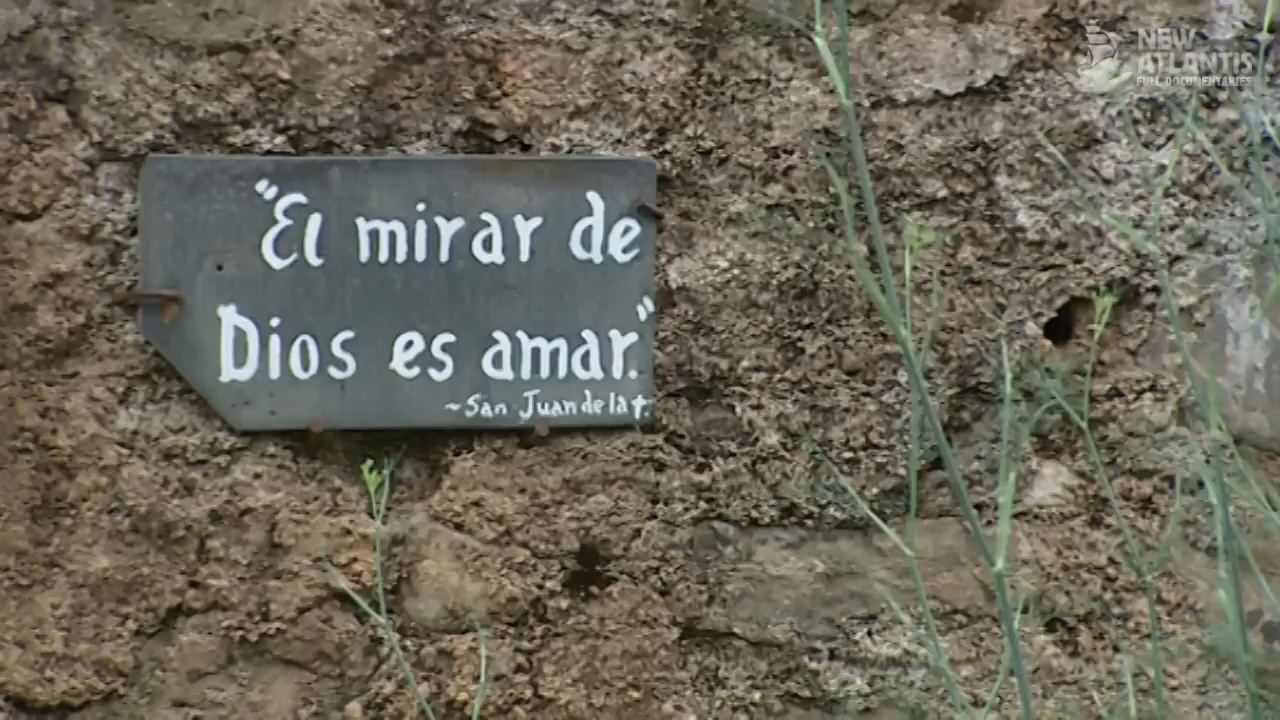 NEW
ATLANTIS
FULL DOCUMENTARIES
"El mirar de
Dios es amar."
~San Juan de la †.